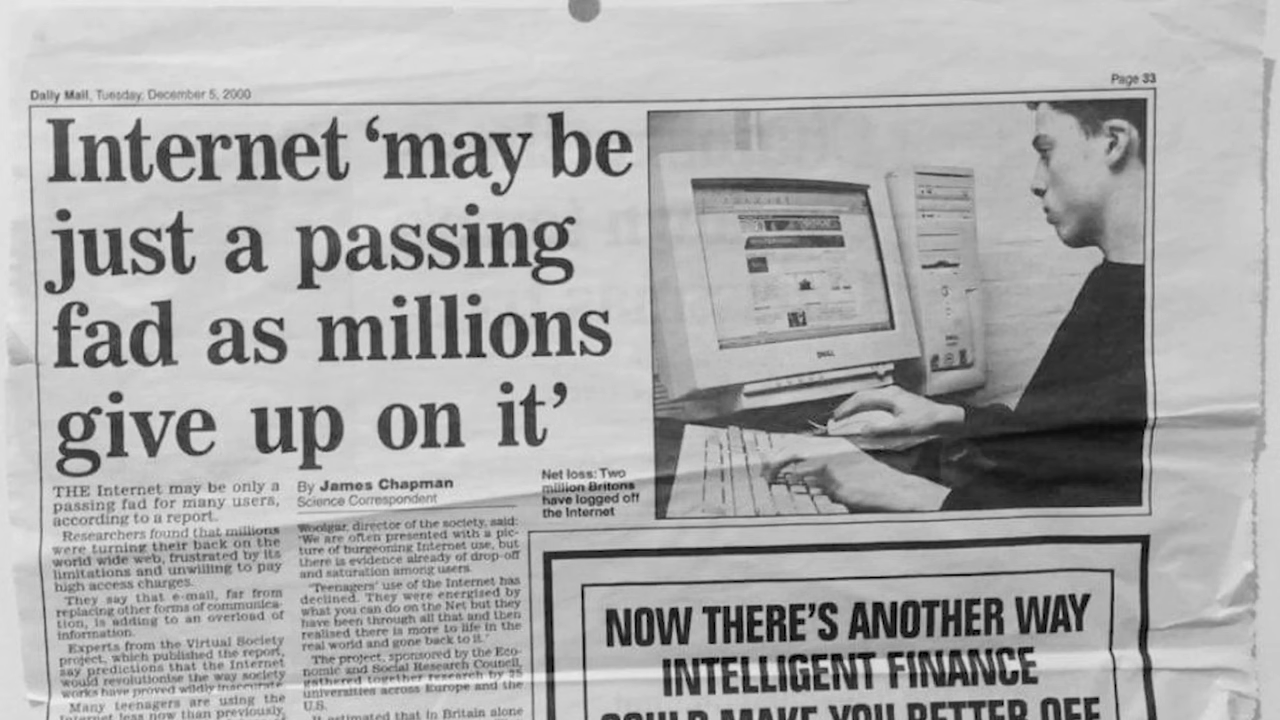 Daily Mail, Tuesday, December 5, 2000
Page 33
Internet ‘may be
just a passing
fad as millions
give up on it’
THE Internet may be only a
passing fad for many users,
according to a report.
Researchers found that millions
were turning their back on the
world wide web, frustrated by its
limitations and unwilling to pay
high access charges.
They say that e-mail, far from
replacing other forms of communica-
tion, is adding to an overload of
information.
Experts from the Virtual Society
project, which published the report,
say predictions that the Internet
would revolutionise the way society
works have proved wildly inaccurate.
Many teenagers are using the
Internet less now than previously,
By James Chapman
Science Correspondent
Woolgar, director of the society, said:
‘We are often presented with a pic-
ture of burgeoning Internet use, but
there is evidence already of drop-off
and saturation among users.
‘Teenagers’ use of the Internet has
declined. They were energised by
what you can do on the Net but they
have been through all that and then
realised there is more to life in the
real world and gone back to it.’
The project, sponsored by the Eco-
nomic and Social Research Council,
gathered together research by 25
universities across Europe and the
U.S.
It estimated that in Britain alone
Net loss: Two
million Britons
have logged off
the Internet
DELL
NOW THERE'S ANOTHER WAY
INTELLIGENT FINANCE
COULD MAKE YOU BETTER OFF